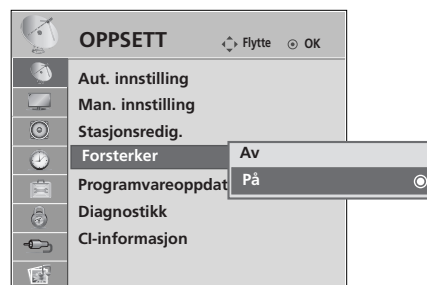 OPPSETT Flytte OK
Aut. innstilling
Man. innstilling
Stasjonsredig.
Forsterker
Av
På
Programvareoppdat
Diagnostikk
CI-informasjon